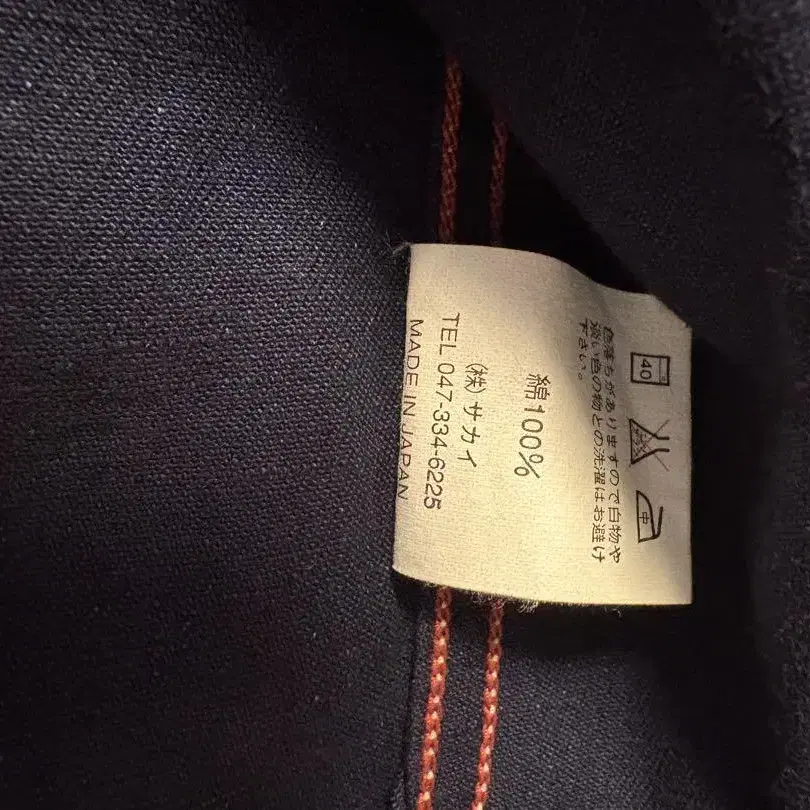 40
中
色落ちがありますので白物や
淡い色の物との洗濯はお避け
下さい。
綿100%
(株)サカイ
TEL 047-334-6225
MADE IN JAPAN